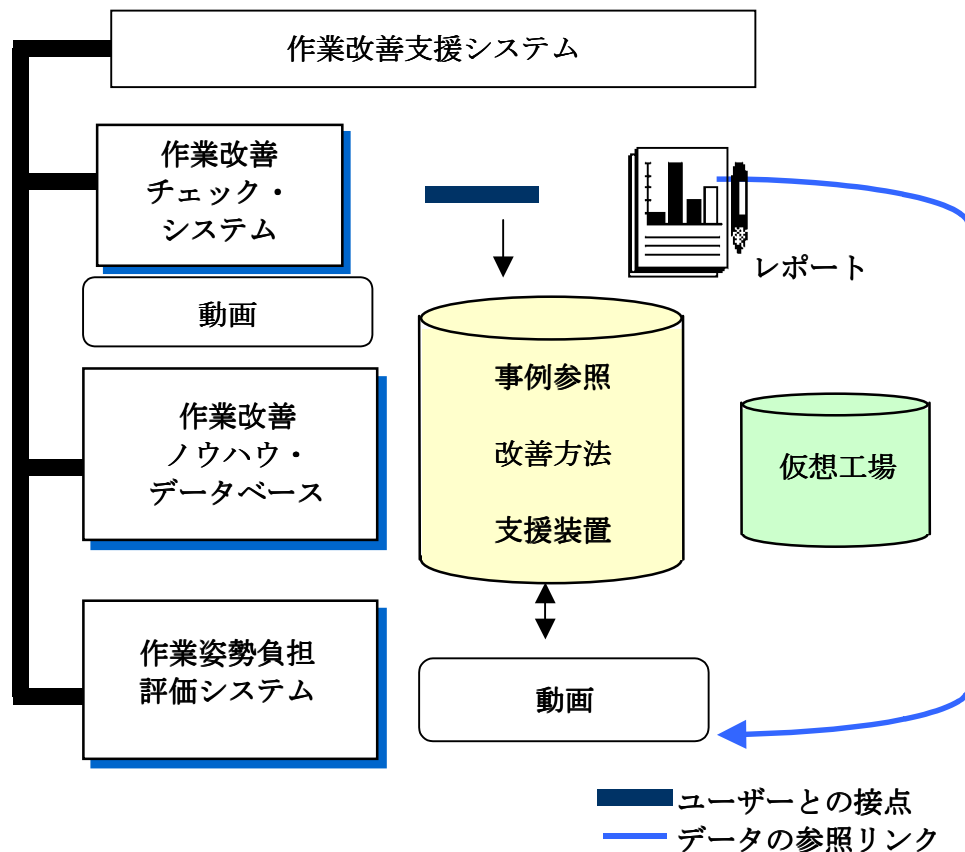 作業改善支援システム
作業改善
チェック・
システム
レポート
動画
事例参照
改善方法
支援装置
作業改善
ノウハウ・
データベース
仮想工場
作業姿勢負担
評価システム
動画
ユーザーとの接点
データの参照リンク